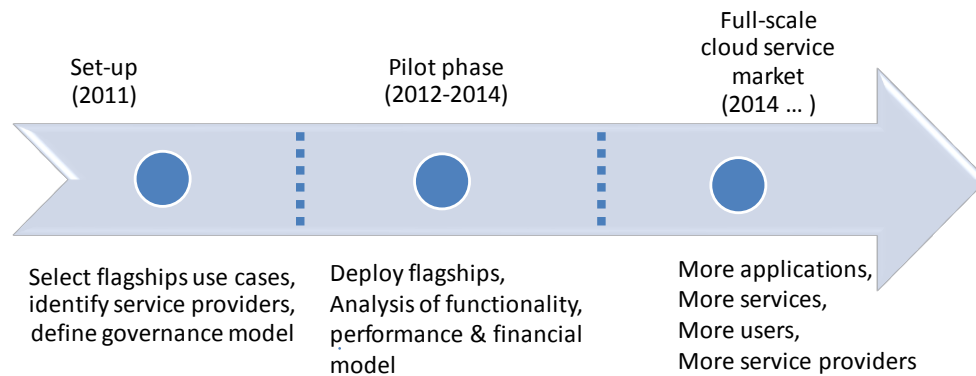 Set-up
(2011)
Pilot phase
(2012-2014)
Full-scale
cloud service
market
(2014 ... )
Select flagships use cases,
identify service providers,
define governance model
Deploy flagships,
Analysis of functionality,
performance & financial
model
More applications,
More services,
More users,
More service providers